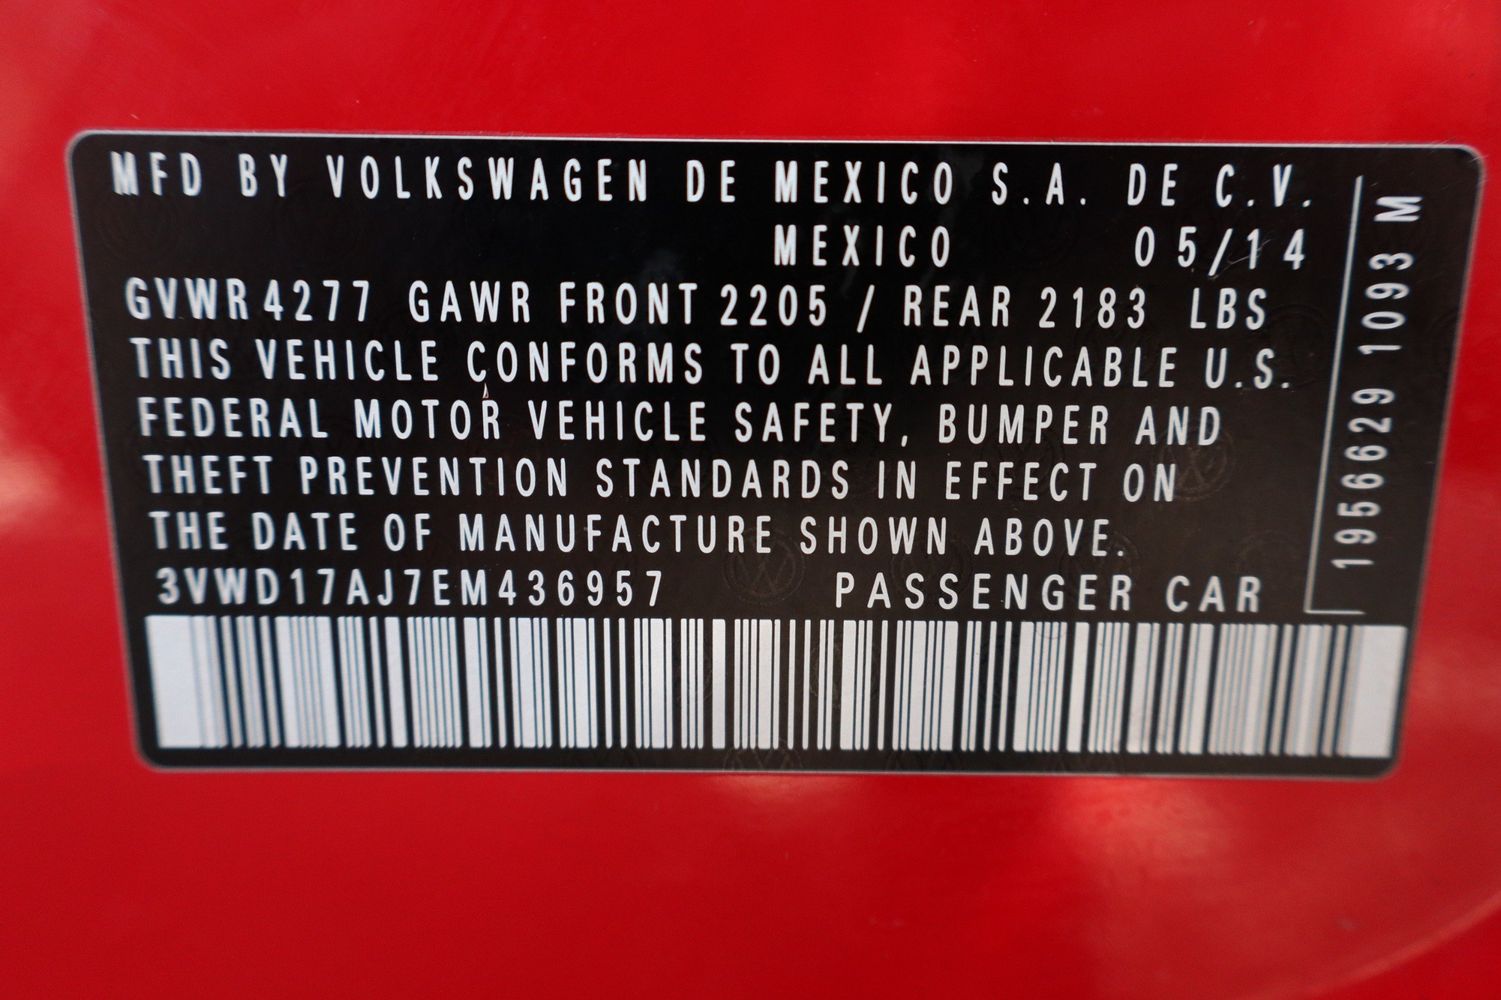 MFD BY VOLKSWAGEN DE MEXICO S.A. DE C.V.
MEXICO 05/14
GVWR 4277 GAWR FRONT 2205 / REAR 2183 LBS
THIS VEHICLE CONFORMS TO ALL APPLICABLE U.S.
FEDERAL MOTOR VEHICLE SAFETY, BUMPER AND
THEFT PREVENTION STANDARDS IN EFFECT ON
THE DATE OF MANUFACTURE SHOWN ABOVE.
3VWD17AJ7EM436957 PASSENGER CAR
1956629 1093 M